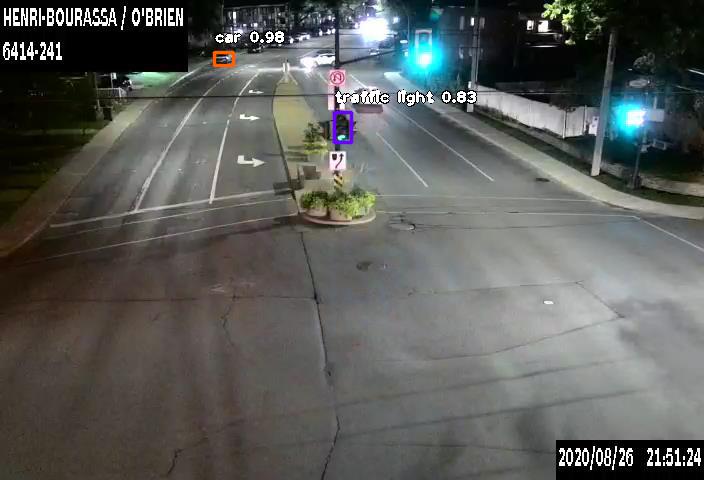 HENRI-BOURASSA / O'BRIEN
6414-241
car 0.98
traffic light 0.83
2020/08/26 21:51:24